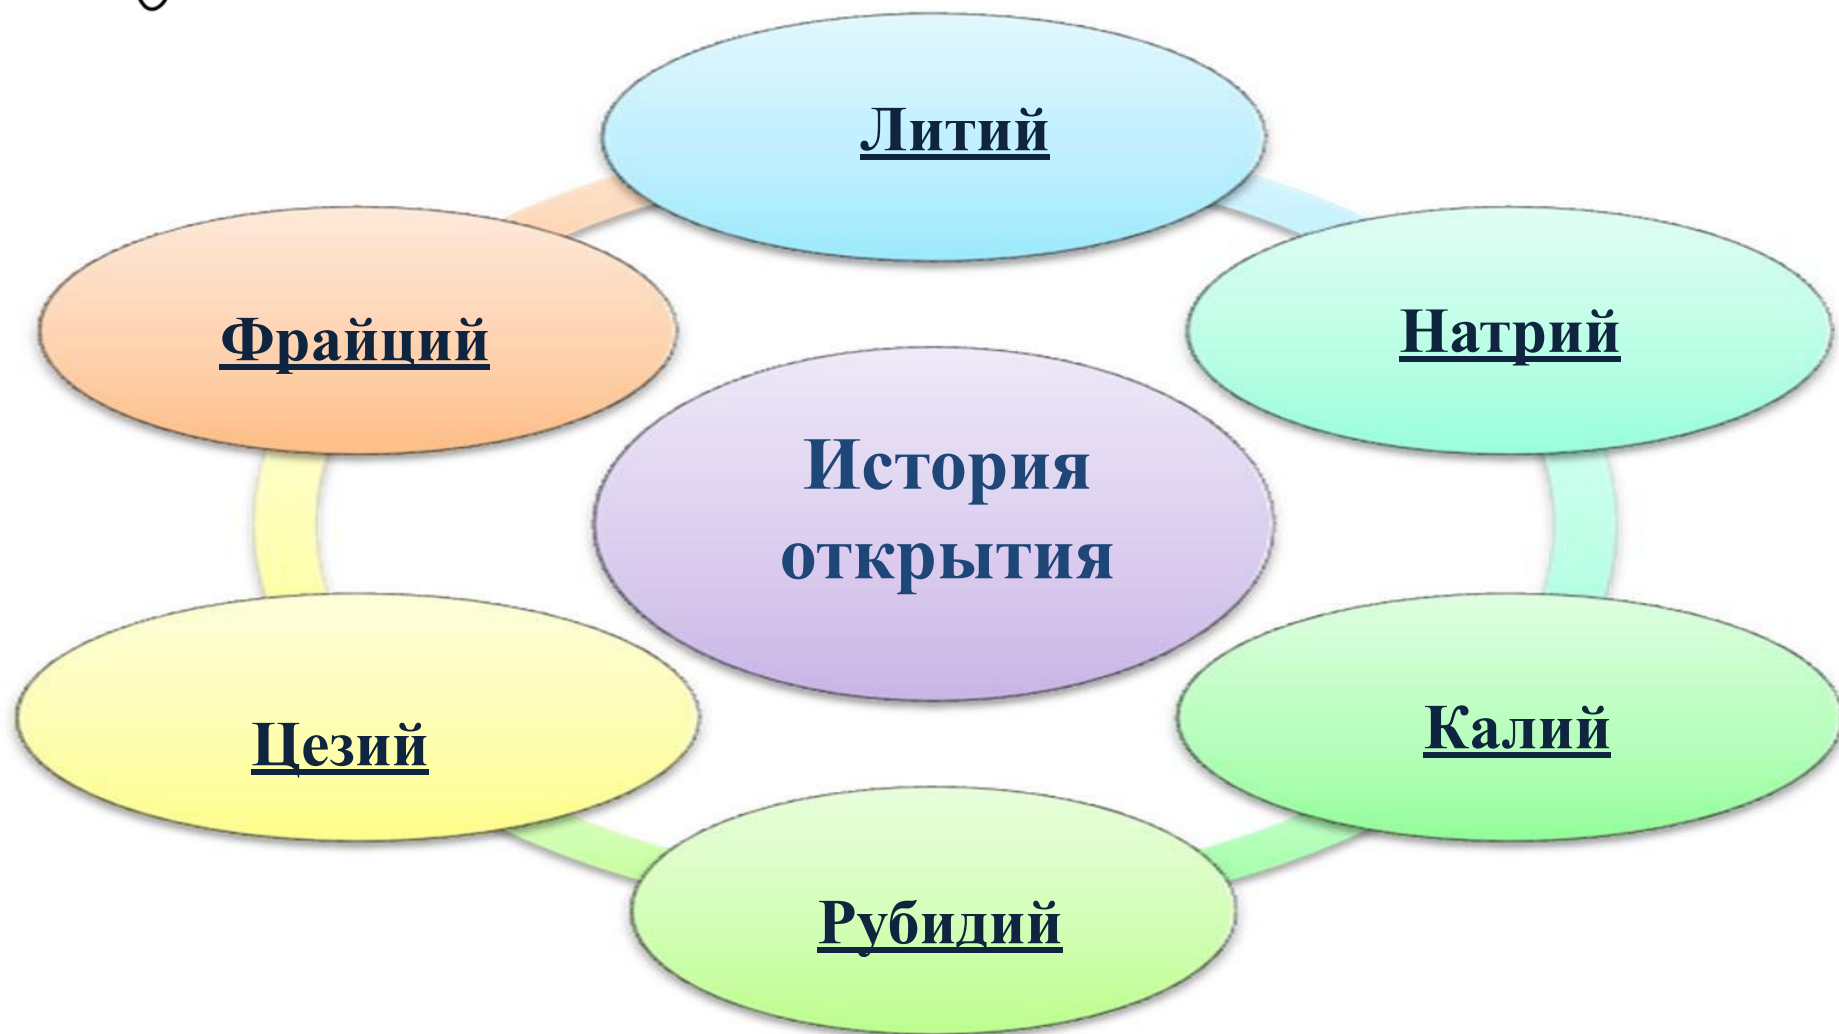 Литий
Натрий
Фрайций
История
открытия
Калий
Цезий
Рубидий